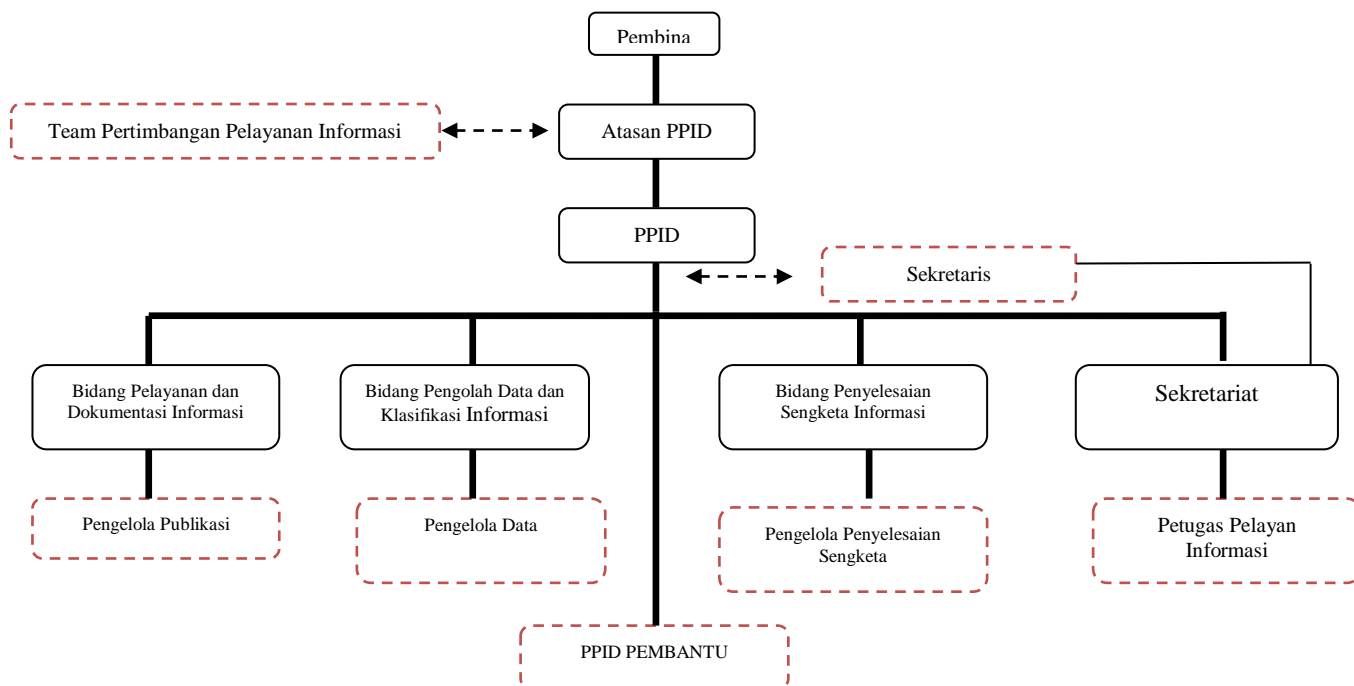 Pembina
Team Pertimbangan Pelayanan Informasi
Atasan PPID
PPID
Sekretaris
Bidang Pelayanan dan
Dokumentasi Informasi
Bidang Pengolah Data dan
Klasifikasi Informasi
Bidang Penyelesaian
Sengketa Informasi
Sekretariat
Pengelola Publikasi
Pengelola Data
Pengelola Penyelesaian
Sengketa
Petugas Pelayan
Informasi
PPID PEMBANTU